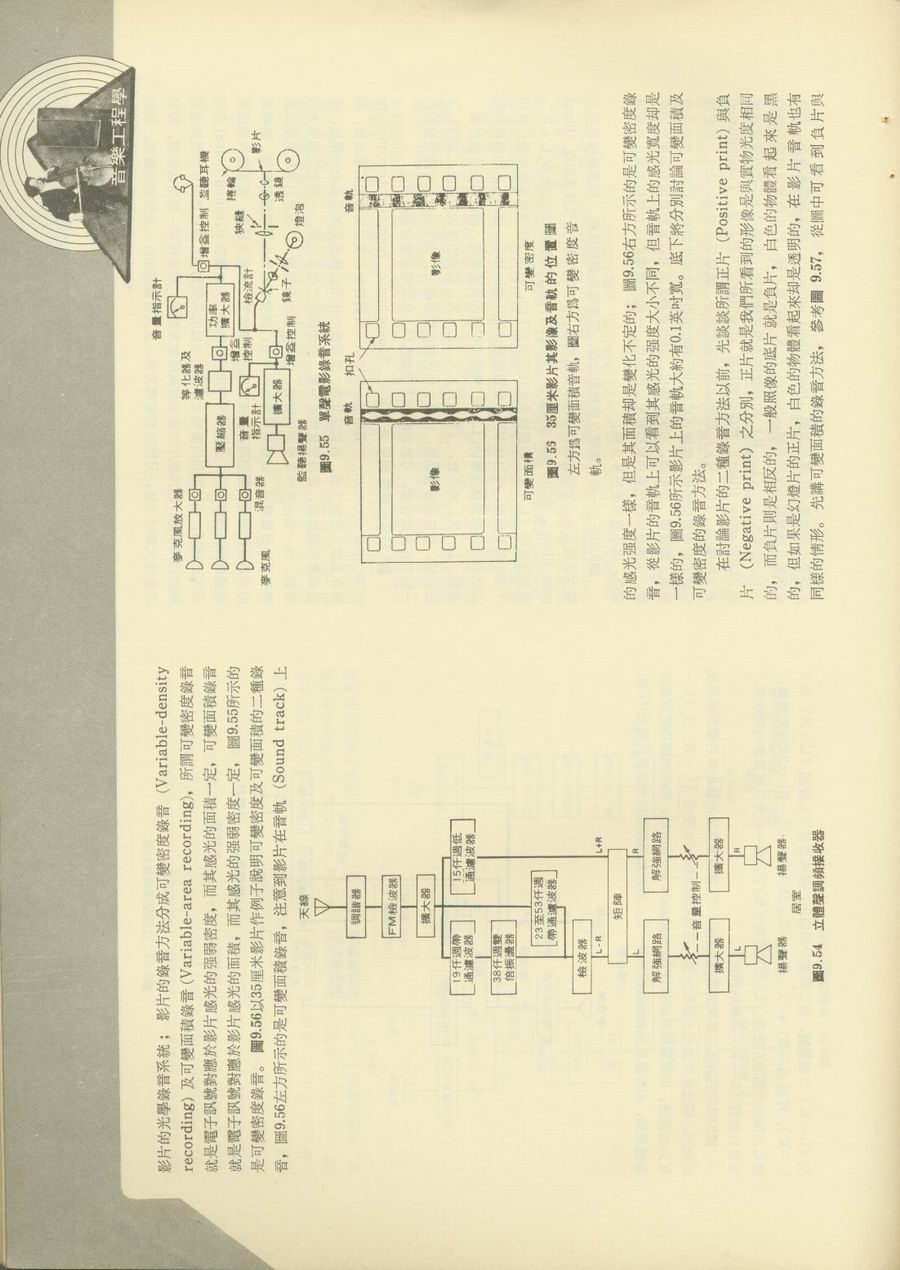 音樂工程學
影片的光學錄音系統；影片的錄音方法分成可變密度錄音（Variable-density
recording）及可變面積錄音（Variable-area recording），所謂可變密度錄音
就是電子訊號對應於影片感光的强弱密度，而其感光的面積一定，可變面積錄音
就是電子訊號對應於影片感光的面積，而其感光的强弱密度一定，圖9.55所示的
是可變密度錄音。圖9.56以35厘米影片作例子說明可變密度及可變面積的二種錄
音，圖9.56左方所示的是可變面積錄音，注意到影片在音軌（Sound track）上
天線
調諧器
FM檢波器
擴大器
19仟週帶
通濾波器
15仟週低
通濾波器
38仟週雙
倍振盪器
23至53仟週
帶通濾波器
檢波器
L-R
L+R
矩陣
L
R
解強網路
解強網路
音量控制
擴大器
擴大器
L
R
揚聲器
揚聲器
居室
圖9.54 立體聲調頻接收器
音量指示計
麥克風放大器
等化器及
濾波器
增益控制
監聽耳機
壓縮器
增益
控制
功率
擴大器
捲輪
影片
混音器
音量
指示計
檢流計
狹縫
透鏡
麥克風
擴大器
增益控制
鏡子
燈泡
監聽揚聲器
圖9.55 單聲電影錄音系統
音軌
扣孔
音軌
影像
影像
可變面積
可變密度
圖9.56 35厘米影片其影像及音軌的位置圖
左方爲可變面積音軌，圖右方爲可變密度音
軌。
的感光强度一樣，但是其面積却是變化不定的；圖9.56右方所示的是可變密度錄
音，從影片的音軌上可以看到其感光的强度大小不同，但音軌上的感光寬度却是
一樣的，圖9.56所示影片上的音軌大約有0.1英吋寬。底下將分別討論可變面積及
可變密度的錄音方法。
在討論影片的二種錄音方法以前，先談談所謂正片（Positive print）與負
片（Negative print）之分別，正片就是我們所看到的形像是與實物光度相同
的，而負片則是相反的，一般照像的底片就是負片，白色的物體看起來是黑
的，但如果是幻燈片的正片，白色的物體看起來却是透明的，在影片音軌也有
同樣的情形。先講可變面積的錄音方法，參考圖 9.57，從圖中可看到負片與